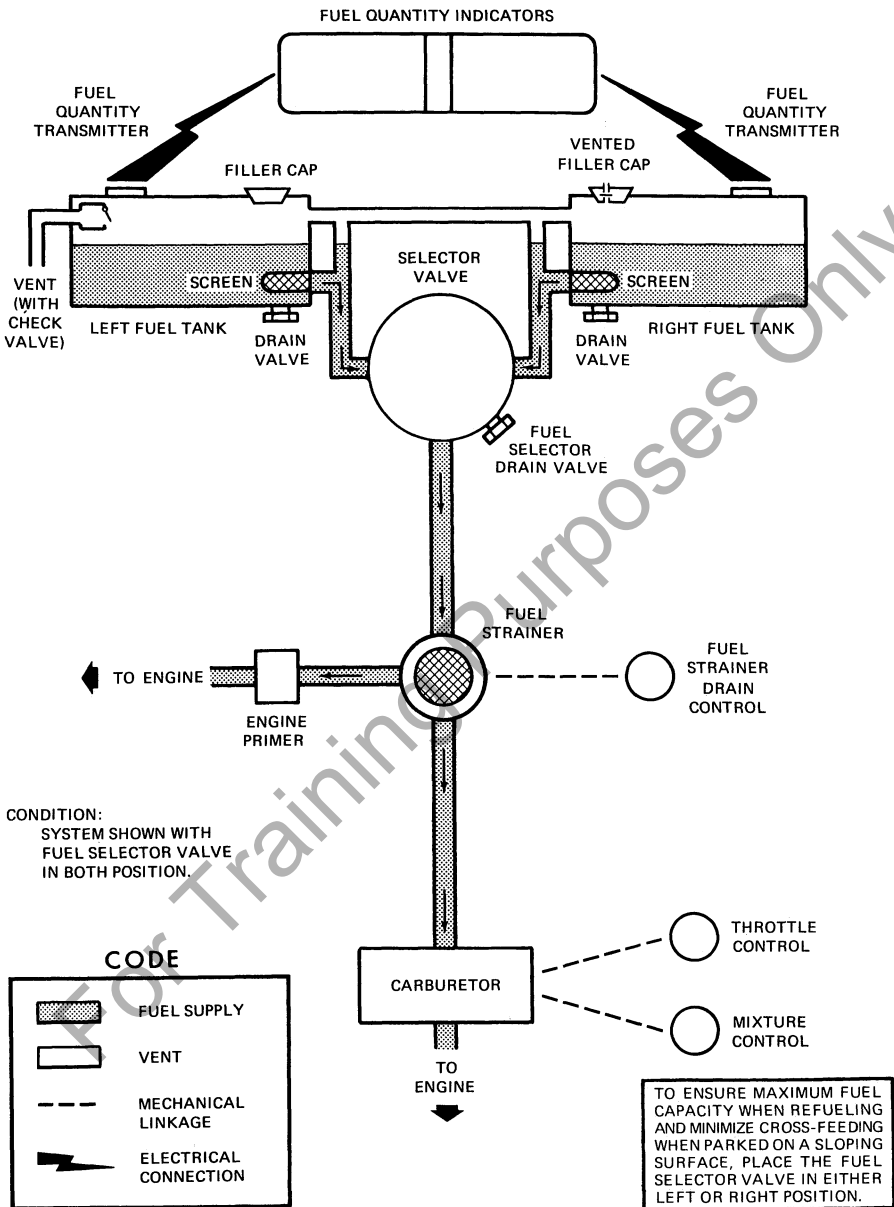 FUEL QUANTITY INDICATORS
FUEL
QUANTITY
TRANSMITTER
FUEL
QUANTITY
TRANSMITTER
FILLER CAP
VENTED
FILLER CAP
VENT
(WITH
CHECK
VALVE)
SCREEN
SELECTOR
VALVE
SCREEN
LEFT FUEL TANK
DRAIN
VALVE
DRAIN
VALVE
RIGHT FUEL TANK
FUEL
SELECTOR
DRAIN VALVE
FUEL
STRAINER
TO ENGINE
ENGINE
PRIMER
FUEL
STRAINER
DRAIN
CONTROL
CONDITION:
SYSTEM SHOWN WITH
FUEL SELECTOR VALVE
IN BOTH POSITION.
THROTTLE
CONTROL
CARBURETOR
MIXTURE
CONTROL
TO
ENGINE
CODE
FUEL SUPPLY
VENT
MECHANICAL
LINKAGE
ELECTRICAL
CONNECTION
TO ENSURE MAXIMUM FUEL
CAPACITY WHEN REFUELING
AND MINIMIZE CROSS-FEEDING
WHEN PARKED ON A SLOPING
SURFACE, PLACE THE FUEL
SELECTOR VALVE IN EITHER
LEFT OR RIGHT POSITION.
For Training Purposes Only